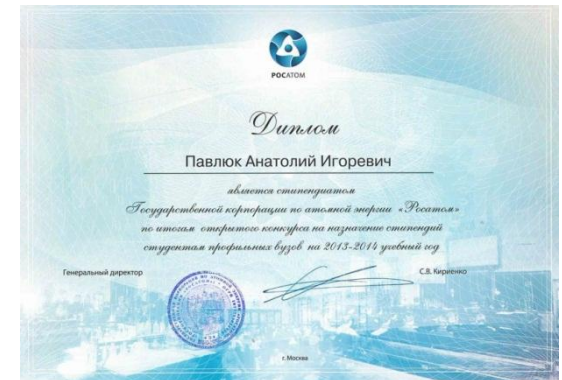 РОСАТОМ
Диплом
Павлюк Анатолий Игоревич
является стипендиатом
Государственной корпорации по атомной энергии «Росатом»
по итогам открытого конкурса на назначение стипендий
студентам профильных вузов на 2013-2014 учебный год
Генеральный директор
С.В. Кириенко
г. Москва